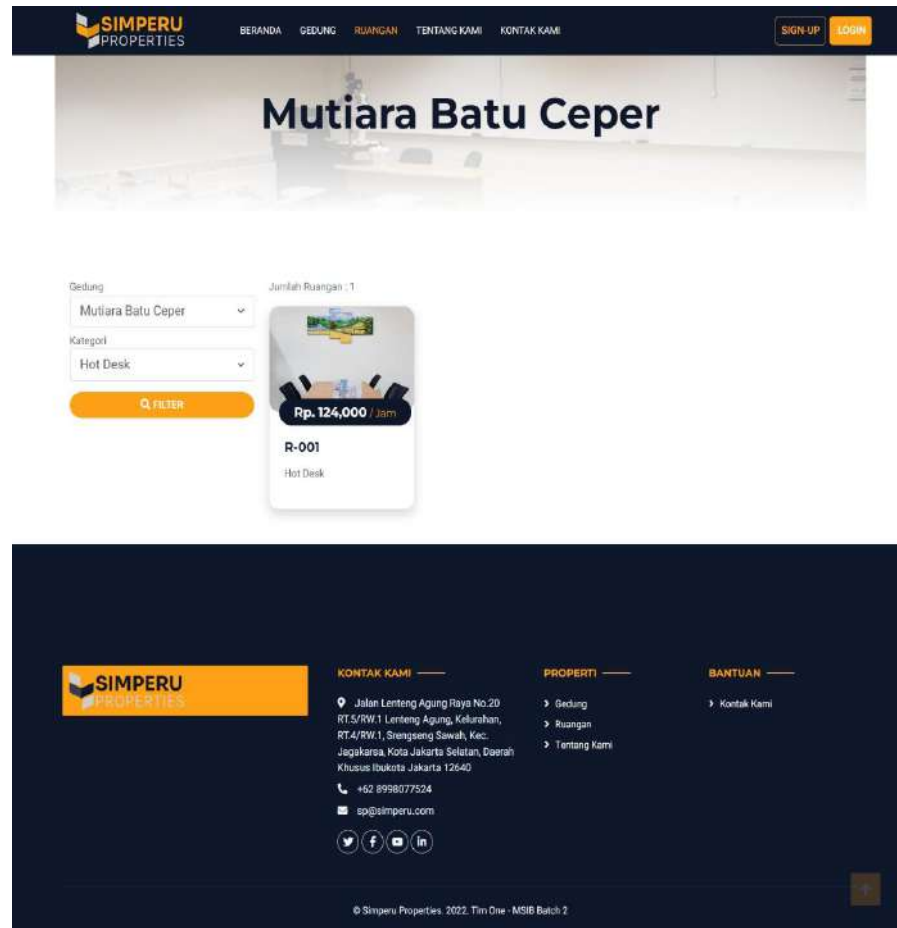 SIMPERU
PROPERTIES
BERANDA GEDUNG RUANGAN TENTANG KAMI KONTAK KAMI
SIGN-UP LOGIN
Mutiara Batu Ceper
Gedung
Mutiara Batu Ceper
Kategori
Hot Desk
FILTER
Jumlah Ruangan : 1
Rp. 124,000 / Jam
R-001
Hot Desk
SIMPERU
PROPERTIES
KONTAK KAMI
Jalan Lenteng Agung Raya No.20
RT.5/RW.1 Lenteng Agung, Kelurahan,
RT.4/RW.1, Srengseng Sawah, Kec.
Jagakarsa, Kota Jakarta Selatan, Daerah
Khusus Ibukota Jakarta 12640
+62 8998077524
sp@simperu.com
PROPERTI
Gedung
Ruangan
Tentang Kami
BANTUAN
Kontak Kami
© Simperu Properties. 2022. Tim One - MSIB Batch 2